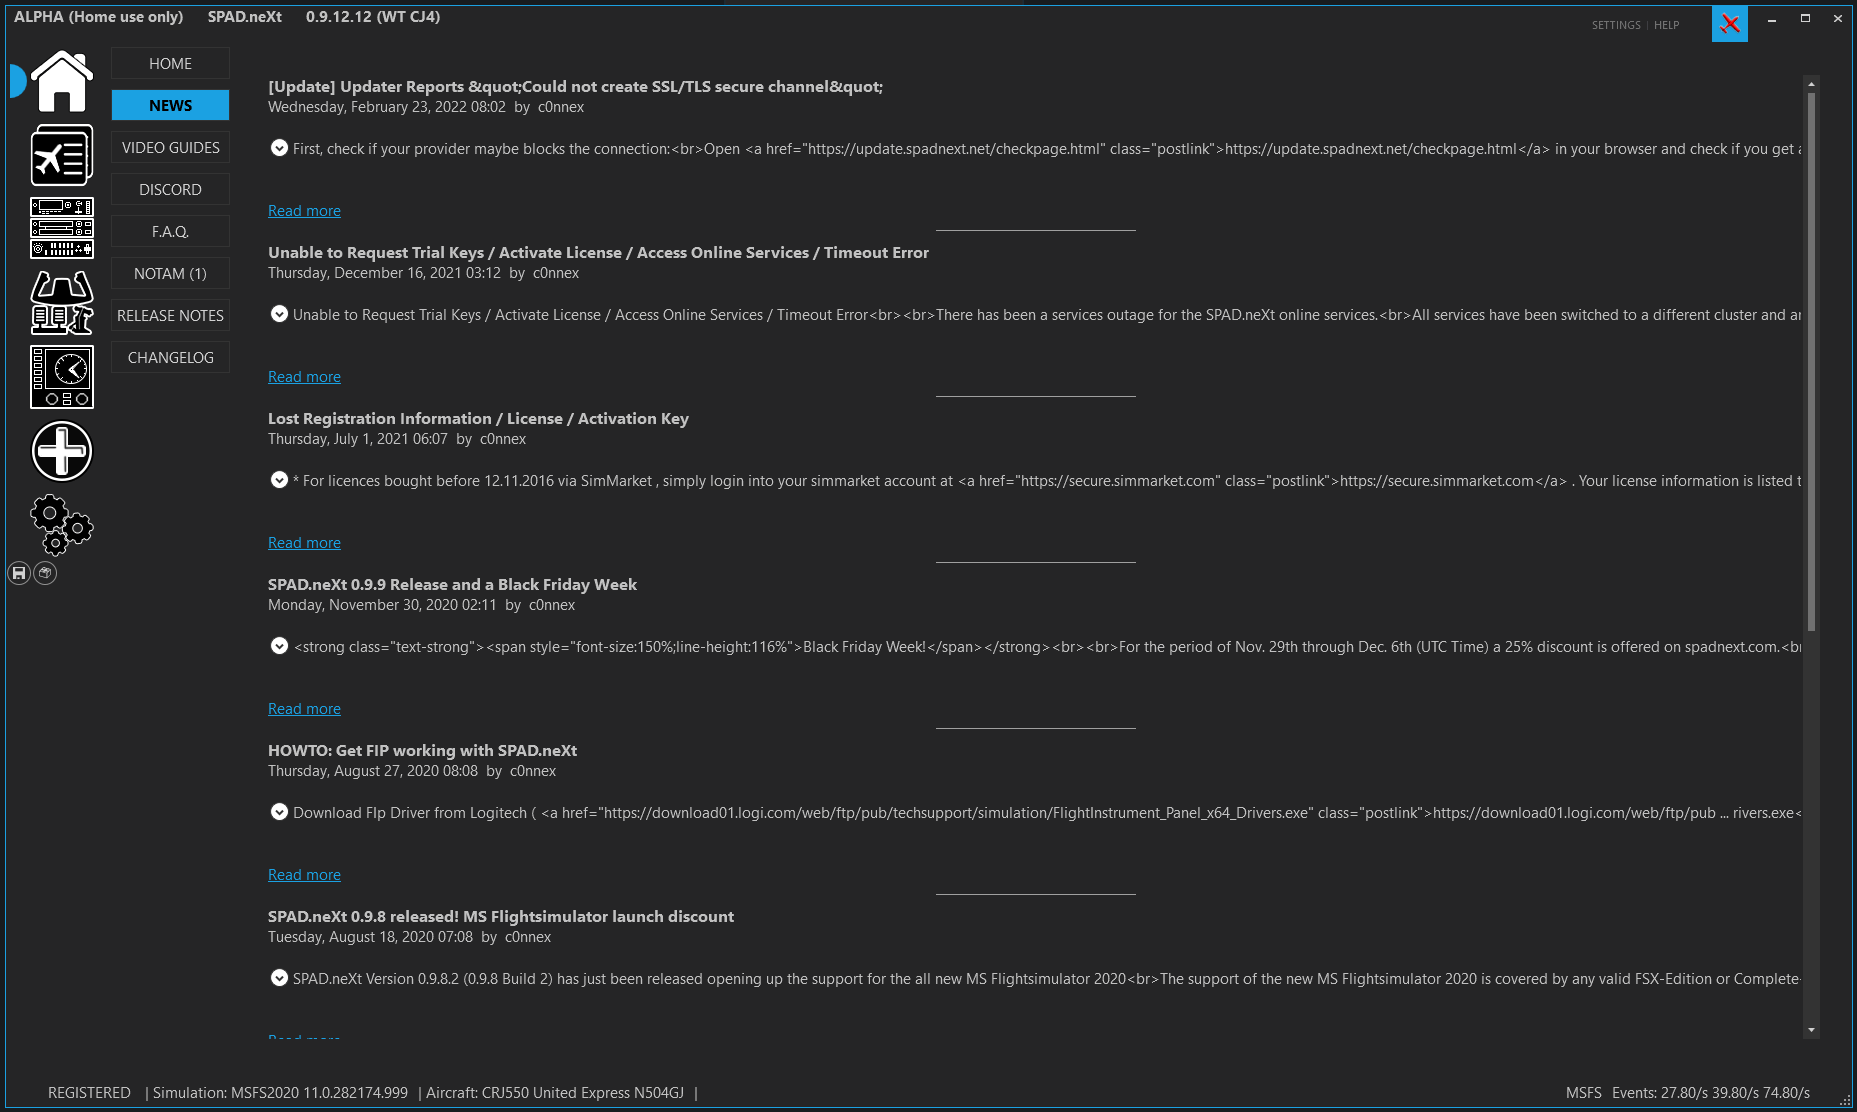 ALPHA (Home use only) SPAD.neXt 0.9.12.12 (WT CJ4)
SETTINGS | HELP
HOME
NEWS
VIDEO GUIDES
DISCORD
F.A.Q.
NOTAM (1)
RELEASE NOTES
CHANGELOG
[Update] Updater Reports &quot;Could not create SSL/TLS secure channel&quot;
Wednesday, February 23, 2022 08:02 by c0nnex
First, check if your provider maybe blocks the connection:<br>Open <a href="https://update.spadnext.net/checkpage.html" class="postlink">https://update.spadnext.net/checkpage.html</a> in your browser and check if you get
Read more
Unable to Request Trial Keys / Activate License / Access Online Services / Timeout Error
Thursday, December 16, 2021 03:12 by c0nnex
Unable to Request Trial Keys / Activate License / Access Online Services / Timeout Error<br><br>There has been a services outage for the SPAD.neXt online services.<br>All services have been switched to a different cluster and
Read more
Lost Registration Information / License / Activation Key
Thursday, July 1, 2021 06:07 by c0nnex
* For licences bought before 12.11.2016 via SimMarket , simply login into your simmarket account at <a href="https://secure.simmarket.com" class="postlink">https://secure.simmarket.com</a> . Your license information is listed
Read more
SPAD.neXt 0.9.9 Release and a Black Friday Week
Monday, November 30, 2020 02:11 by c0nnex
<strong class="text-strong"><span style="font-size:150%;line-height:116%">Black Friday Week!</span></strong><br><br>For the period of Nov. 29th through Dec. 6th (UTC Time) a 25% discount is offered on spadnext.com.
Read more
HOWTO: Get FIP working with SPAD.neXt
Thursday, August 27, 2020 08:08 by c0nnex
Download FIp Driver from Logitech ( <a href="https://download01.logi.com/web/ftp/pub/techsupport/simulation/FlightInstrument_Panel_x64_Drivers.exe" class="postlink">https://download01.logi.com/web/ftp/pub ... rivers.exe<
Read more
SPAD.neXt 0.9.8 released! MS Flightsimulator launch discount
Tuesday, August 18, 2020 07:08 by c0nnex
SPAD.neXt Version 0.9.8.2 (0.9.8 Build 2) has just been released opening up the support for the all new MS Flightsimulator 2020<br>The support of the new MS Flightsimulator 2020 is covered by any valid FSX-Edition or Complete-
REGISTERED | Simulation: MSFS2020 11.0.282174.999 | Aircraft: CRJ550 United Express N504GJ |
MSFS Events: 27.80/s 39.80/s 74.80/s